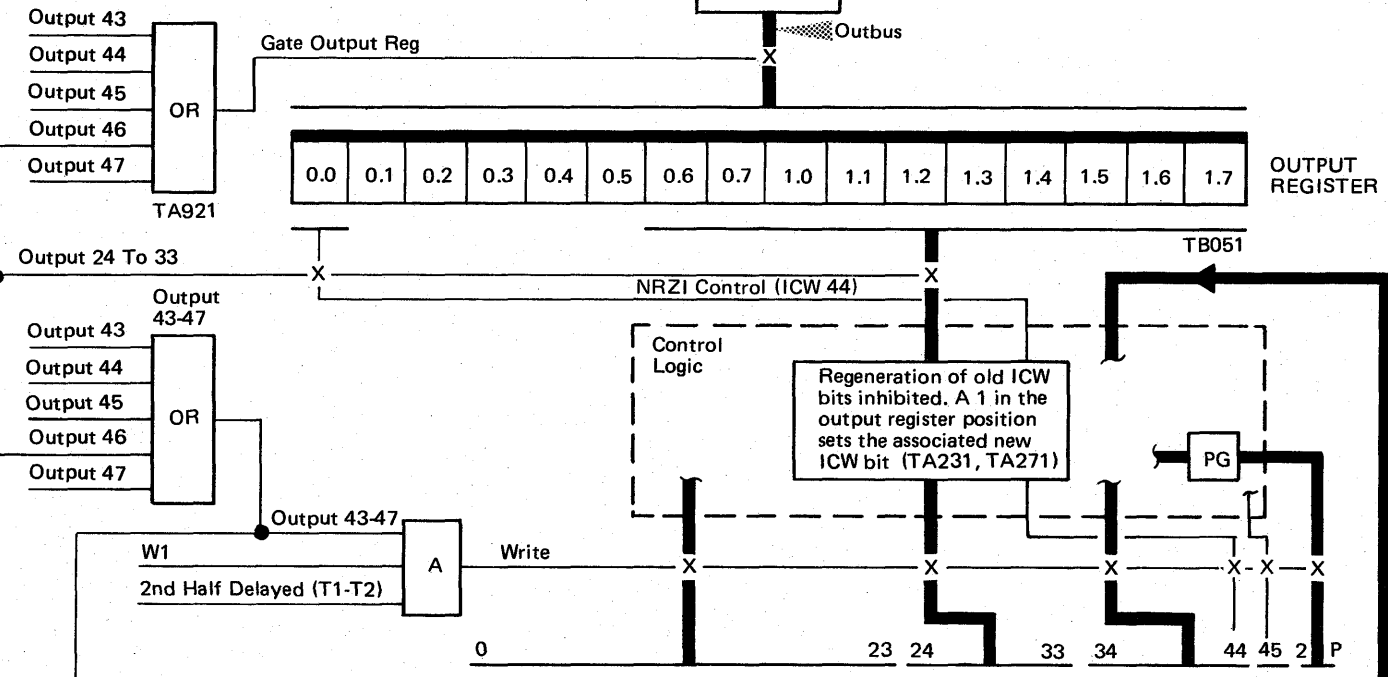 Output 43
Output 44
Output 45
Output 46
Output 47
OR
TA921
Gate Output Reg
X
Outbus
0.0 0.1 0.2 0.3 0.4 0.5 0.6 0.7 1.0 1.1 1.2 1.3 1.4 1.5 1.6 1.7
OUTPUT
REGISTER
TB051
Output 24 To 33
X
X
NRZI Control (ICW 44)
Output
43-47
Output 43
Output 44
Output 45
Output 46
Output 47
OR
Control
Logic
Regeneration of old ICW
bits inhibited. A 1 in the
output register position
sets the associated new
ICW bit (TA231, TA271)
PG
Output 43-47
W1
2nd Half Delayed (T1-T2)
A
Write
X X X X X X
0 23 24 33 34 44 45 2 P